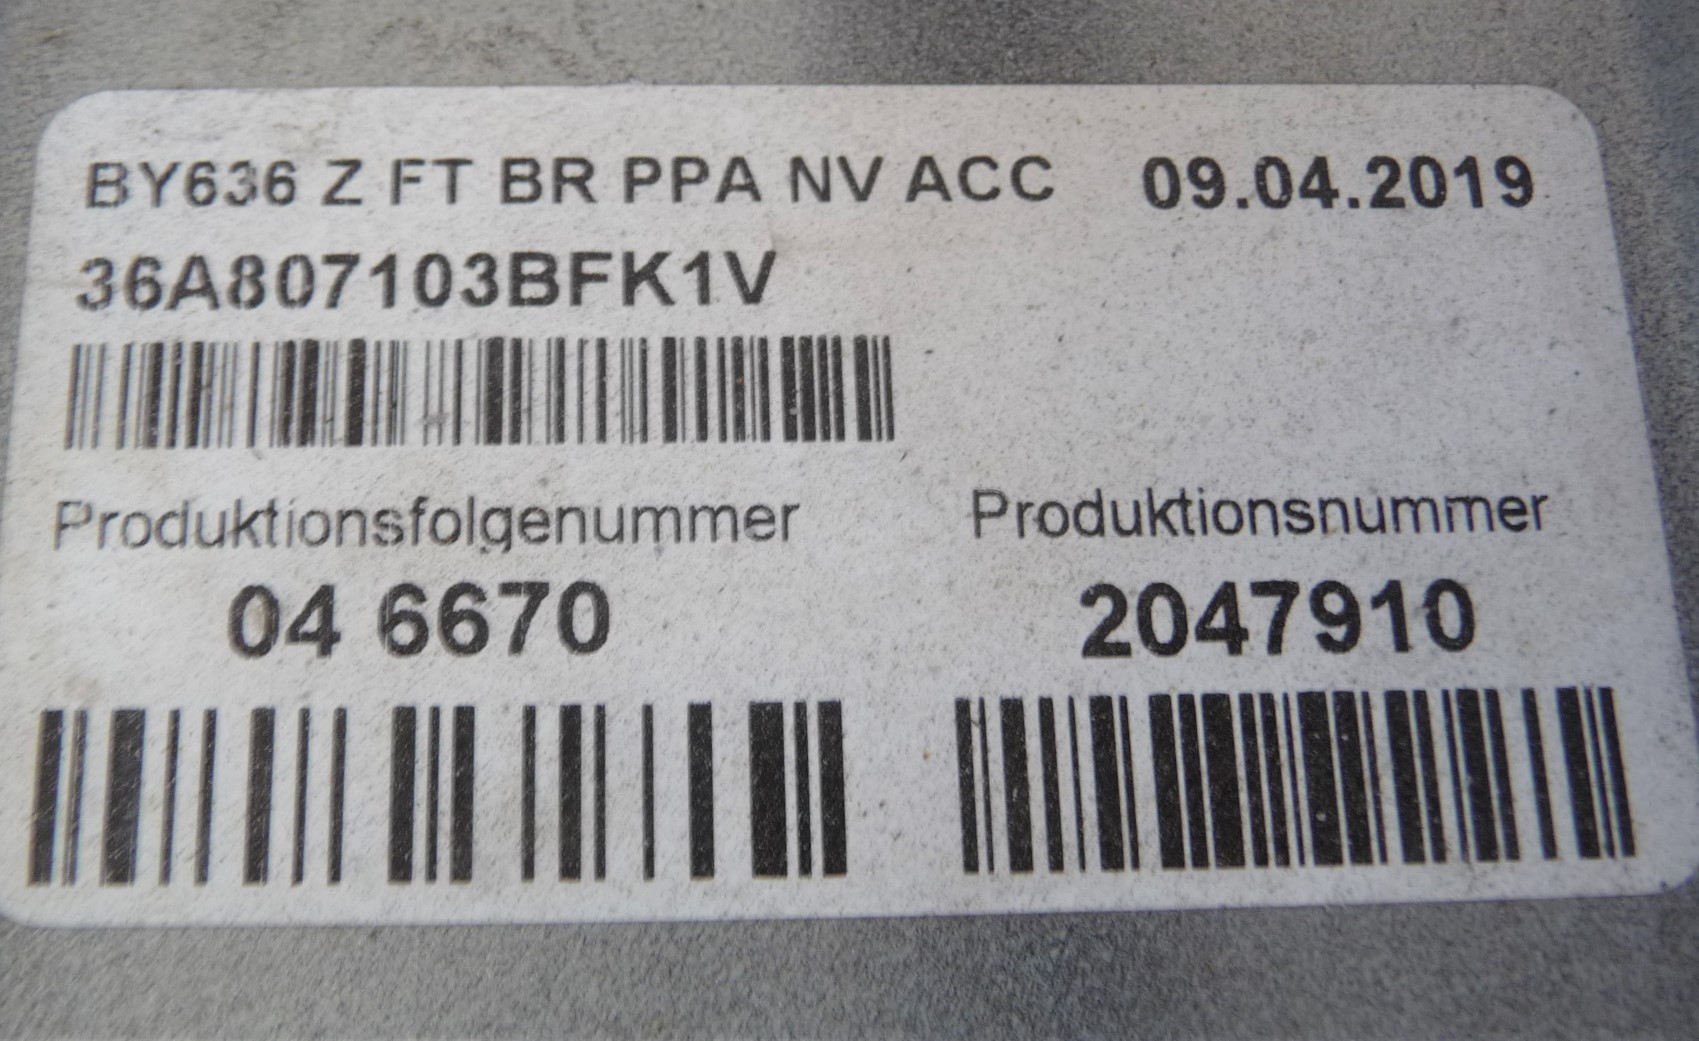 BY636 Z FT BR PPA NV ACC 09.04.2019
36A807103BFK1V
Produktionsfolgenummer Produktionsnummer
04 6670 2047910